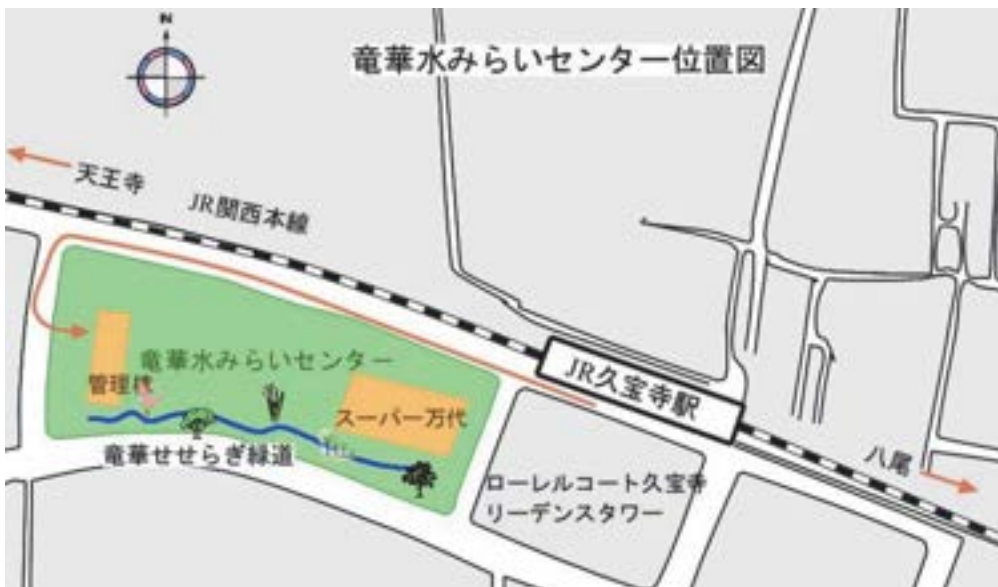 N
竜華水みらいセンター位置図
天王寺
JR関西本線
竜華水みらいセンター
管理棟
スーパー万代
竜華せせらぎ緑道
JR久宝寺駅
八尾
ローレルコート久宝寺
リーデンスタワー